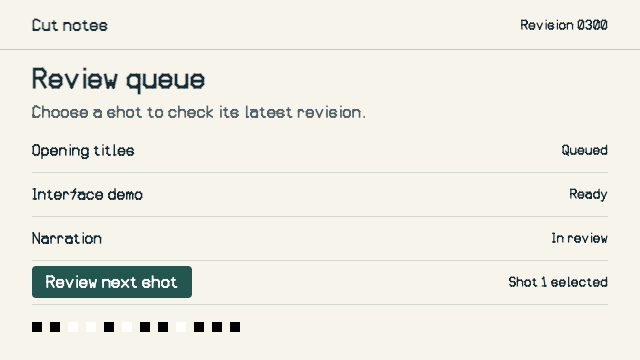 Cut notes
Revision 0300
Review queue
Choose a shot to check its latest revision.
Opening titles
Queued
Interface demo
Ready
Narration
In review
Review next shot
Shot 1 selected